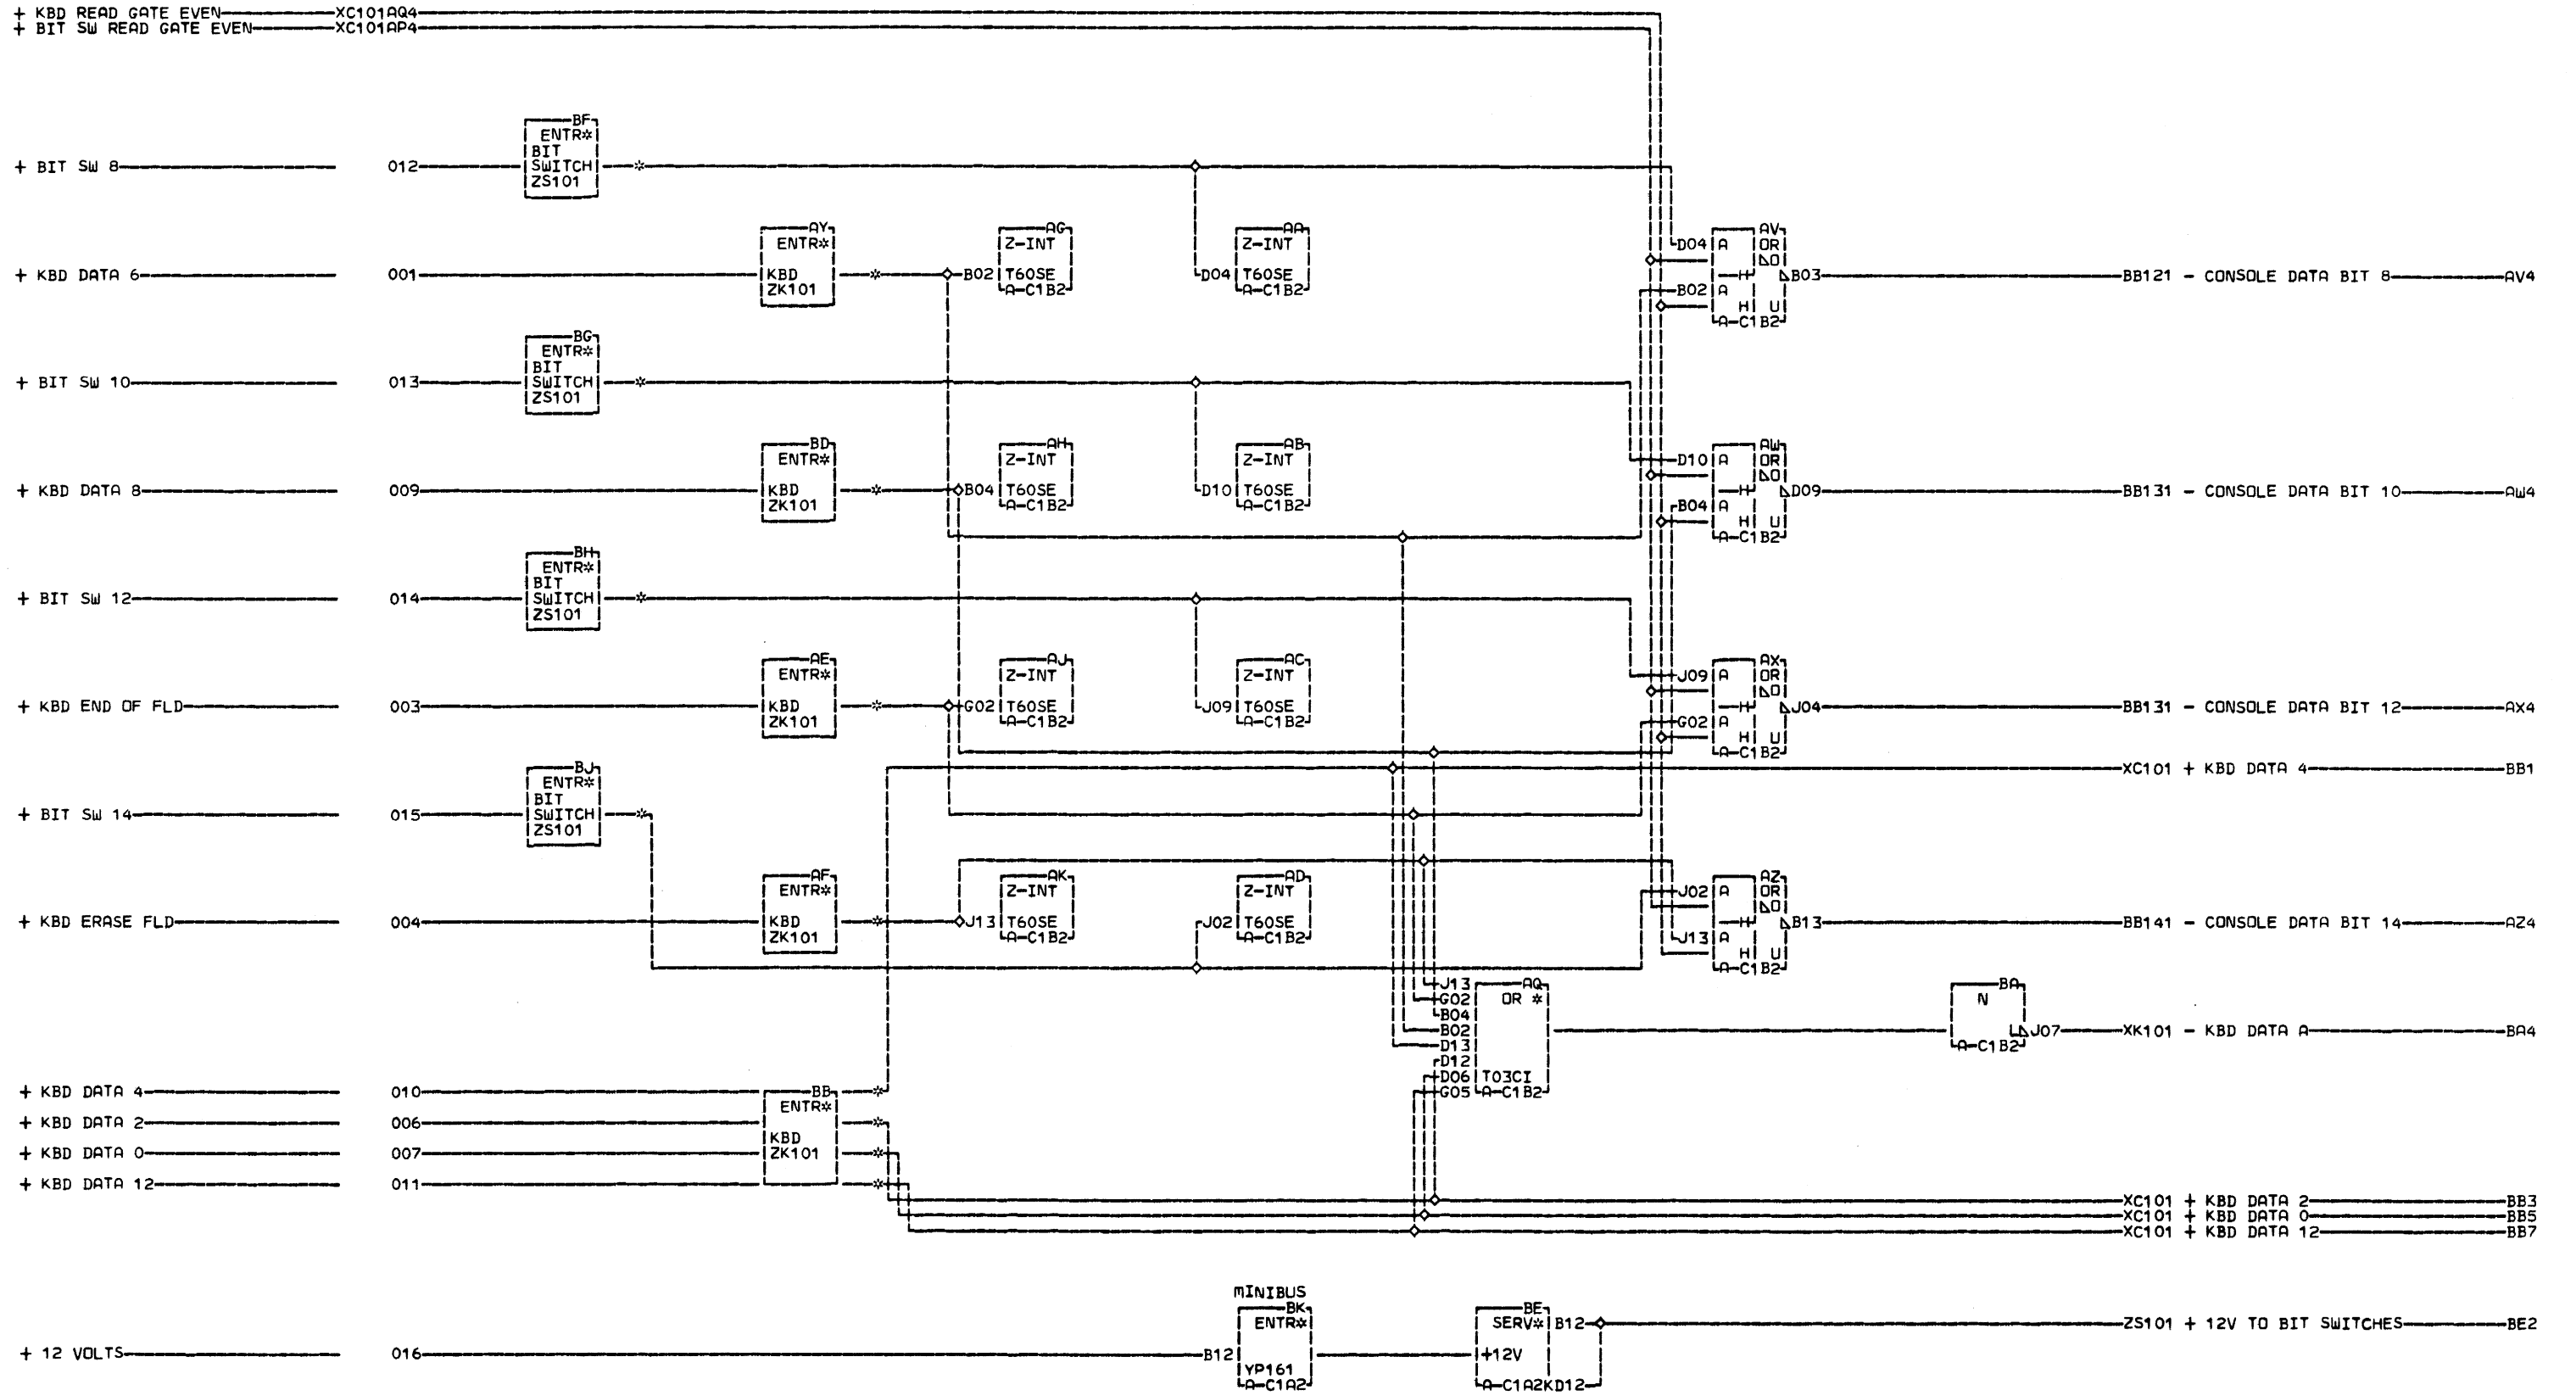 + KBD READ GATE EVEN XC101AQ4
+ BIT SW READ GATE EVEN XC101AP4
BF
ENTR*
BIT
+ BIT SW 8 012 SWITCH *
ZS101
AY AG AA AV
ENTR* Z-INT Z-INT D04 A OR
O
+ KBD DATA 6 001 KBD * B02 T60SE D04 T60SE H B03 BB121 - CONSOLE DATA BIT 8 AV4
ZK101 A-C1B2 A-C1B2 B02 A
H U
A-C1B2
BG
ENTR*
BIT
+ BIT SW 10 013 SWITCH *
ZS101
BD AH AB AW
ENTR* Z-INT Z-INT D10 A OR
O
+ KBD DATA 8 009 KBD * B04 T60SE D10 T60SE H D09 BB131 - CONSOLE DATA BIT 10 AW4
ZK101 A-C1B2 A-C1B2 B04 A
H U
A-C1B2
BH
ENTR*
BIT
+ BIT SW 12 014 SWITCH *
ZS101
AE AJ AC AX
ENTR* Z-INT Z-INT J09 A OR
O
+ KBD END OF FLD 003 KBD * G02 T60SE J09 T60SE H J04 BB131 - CONSOLE DATA BIT 12 AX4
ZK101 A-C1B2 A-C1B2 G02 A
H U
A-C1B2
BJ XC101 + KBD DATA 4 BB1
ENTR*
BIT
+ BIT SW 14 015 SWITCH *
ZS101
AF AK AD AZ
ENTR* Z-INT Z-INT J02 A OR
O
+ KBD ERASE FLD 004 KBD * J13 T60SE J02 T60SE H B13 BB141 - CONSOLE DATA BIT 14 AZ4
ZK101 A-C1B2 A-C1B2 J13 A
H U
A-C1B2
J13 AQ BA
G02 OR * N
B04
B02 J07 XK101 - KBD DATA A BA4
D13 A-C1B2
D12
D06 T03CI
G05 A-C1B2
+ KBD DATA 4 010 BB *
ENTR*
+ KBD DATA 2 006 *
KBD
+ KBD DATA 0 007 ZK101 *
+ KBD DATA 12 011 *
XC101 + KBD DATA 2 BB3
XC101 + KBD DATA 0 BB5
XC101 + KBD DATA 12 BB7
MINIBUS
BK BE
ENTR* SERV* B12 ZS101 + 12V TO BIT SWITCHES BE2
+ 12 VOLTS 016 B12 +12V
YP161
A-C1A2 A-C1A2KD12